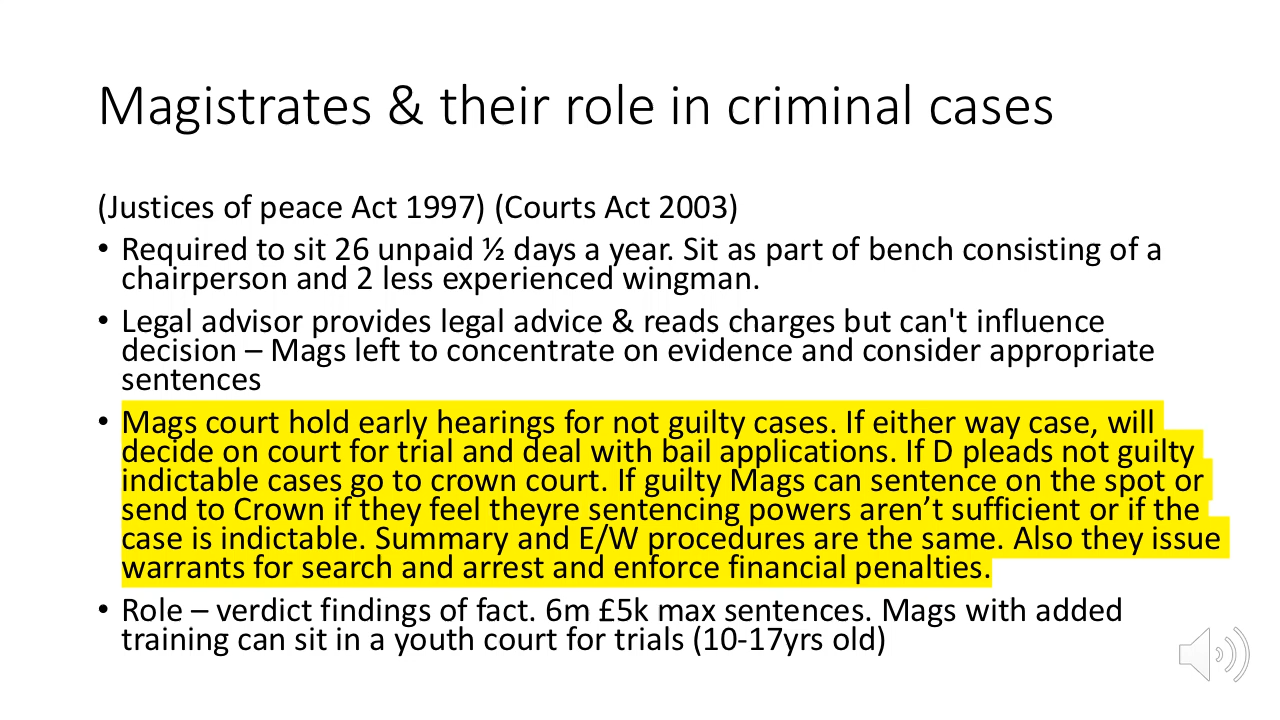 Magistrates & their role in criminal cases
(Justices of peace Act 1997) (Courts Act 2003)
• Required to sit 26 unpaid ½ days a year. Sit as part of bench consisting of a
chairperson and 2 less experienced wingman.
• Legal advisor provides legal advice & reads charges but can't influence
decision – Mags left to concentrate on evidence and consider appropriate
sentences
• Mags court hold early hearings for not guilty cases. If either way case, will
decide on court for trial and deal with bail applications. If D pleads not guilty
indictable cases go to crown court. If guilty Mags can sentence on the spot or
send to Crown if they feel theyre sentencing powers aren’t sufficient or if the
case is indictable. Summary and E/W procedures are the same. Also they issue
warrants for search and arrest and enforce financial penalties.
• Role – verdict findings of fact. 6m £5k max sentences. Mags with added
training can sit in a youth court for trials (10-17yrs old)